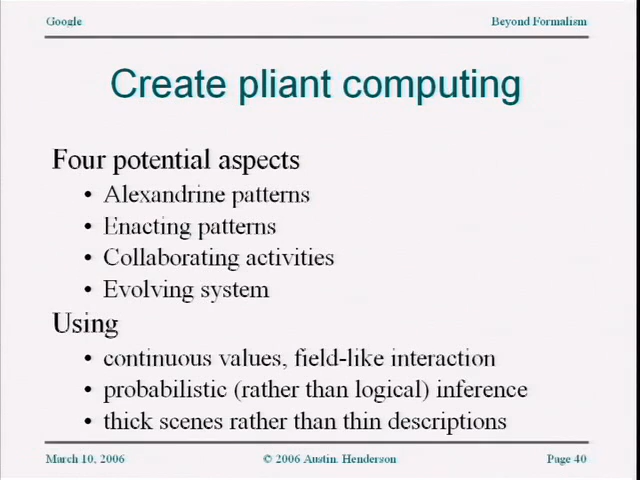 Google Beyond Formalism
Create pliant computing
Four potential aspects
• Alexandrine patterns
• Enacting patterns
• Collaborating activities
• Evolving system
Using
• continuous values, field-like interaction
• probabilistic (rather than logical) inference
• thick scenes rather than thin descriptions
March 10, 2006 © 2006 Austin Henderson Page 40